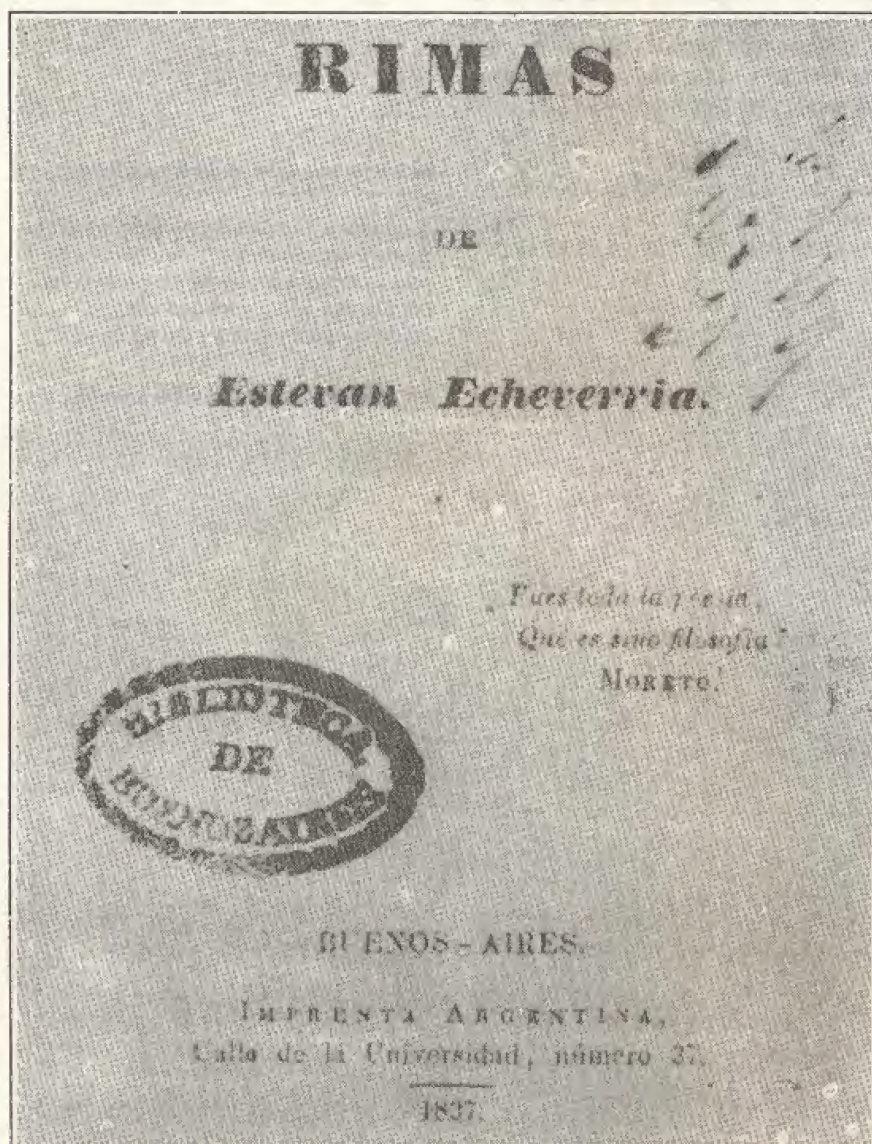 RIMAS
DE
Estevan Echeverria.
Pues toda la poesia,
Que es sino filosofia?
MORETO.
BIBLIOTECA
DE
BUENOS AIRES
BUENOS-AIRES.
IMPRENTA ARGENTINA,
Calle de la Universidad, número 37.
1837.